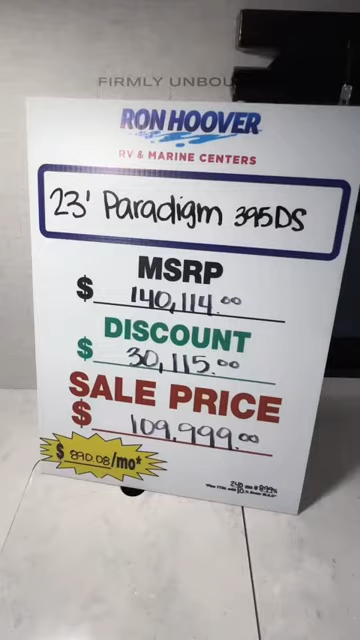 FIRMLY UNBOU
RON HOOVER
RV & MARINE CENTERS
23' Paradigm 395DS
MSRP
$ 140,114.00
DISCOUNT
$ 30,115.00
SALE PRICE
$ 109,999.00
$ 890.08/mo*